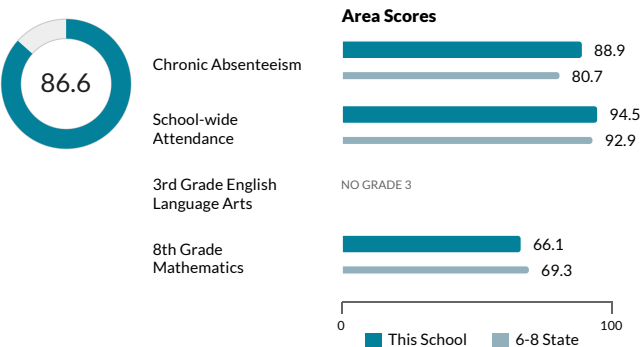 Area Scores
86.6
Chronic Absenteeism
88.9
80.7
School-wide
Attendance
94.5
92.9
3rd Grade English
Language Arts
NO GRADE 3
8th Grade
Mathematics
66.1
69.3
0
100
This School
6-8 State